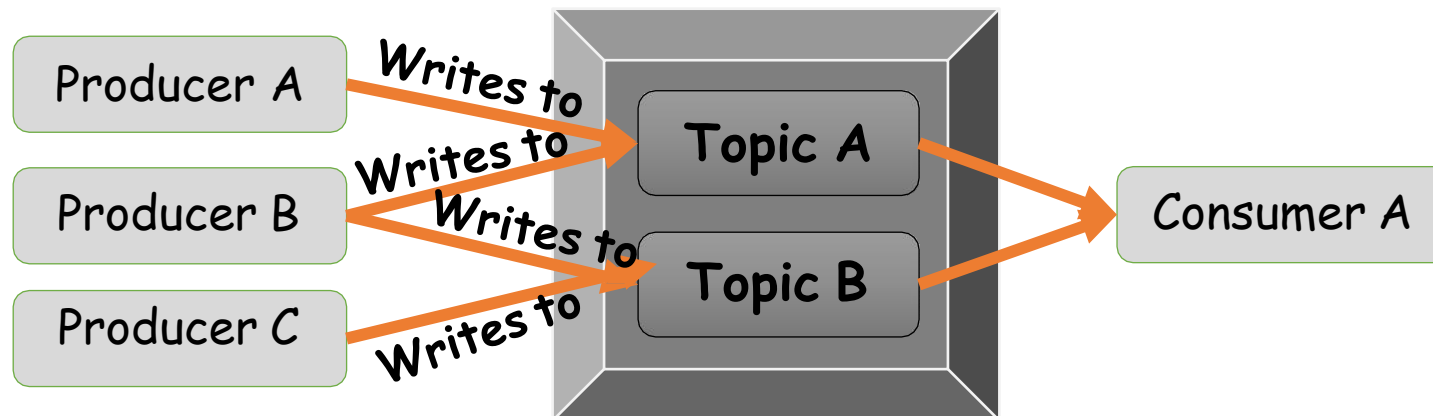 Producer A
Writes to
Topic A
Writes to
Producer B
Writes to
Consumer A
Topic B
Producer C
Writes to